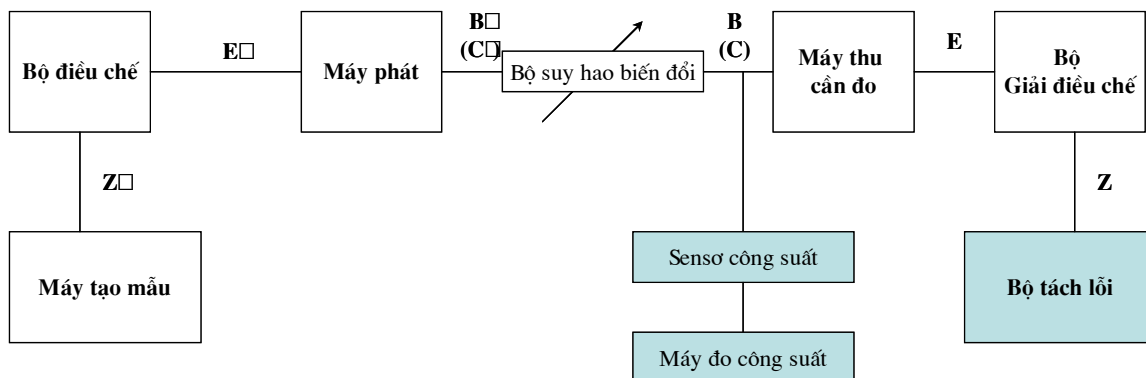 B□
(C□)
B
(C)
Bộ điều chế
E□
Máy phát
Bộ suy hao biến đổi
Máy thu
cần đo
E
Bộ
Giải điều chế
Z□
Z
Máy tạo mẫu
Sensơ công suất
Bộ tách lỗi
Máy đo công suất